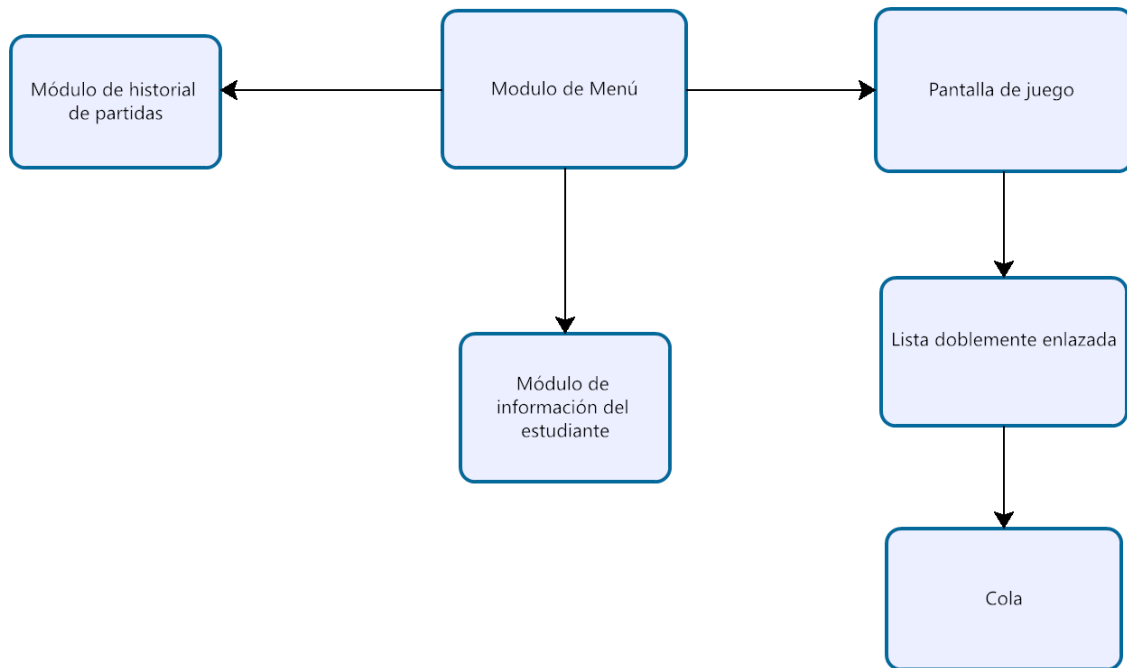 Módulo de historial
de partidas
Modulo de Menú
Pantalla de juego
Lista doblemente enlazada
Módulo de
información del
estudiante
Cola